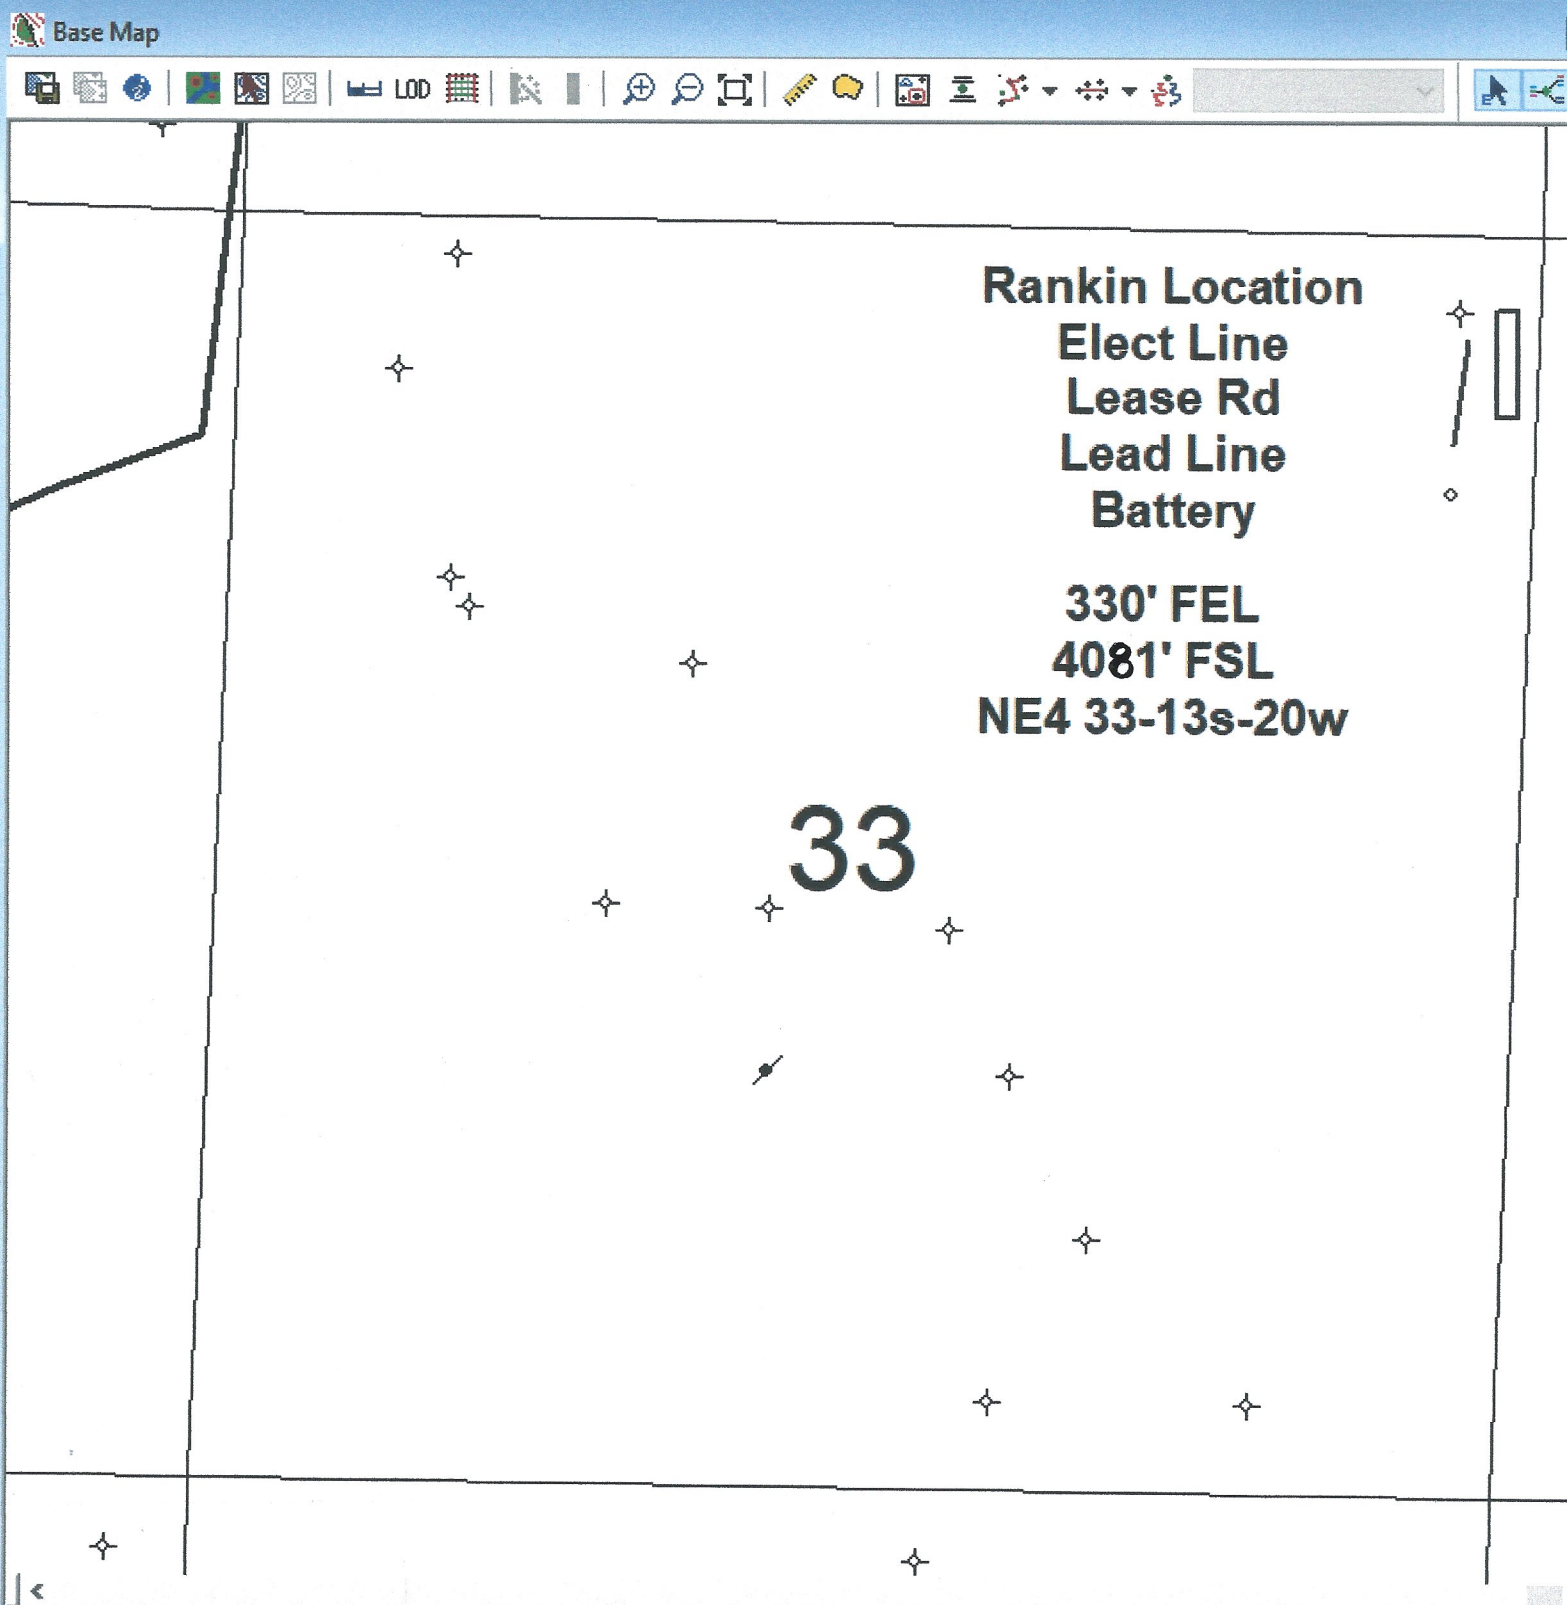 Base Map
LOD
Rankin Location
Elect Line
Lease Rd
Lead Line
Battery
330' FEL
4081' FSL
NE4 33-13s-20w
33